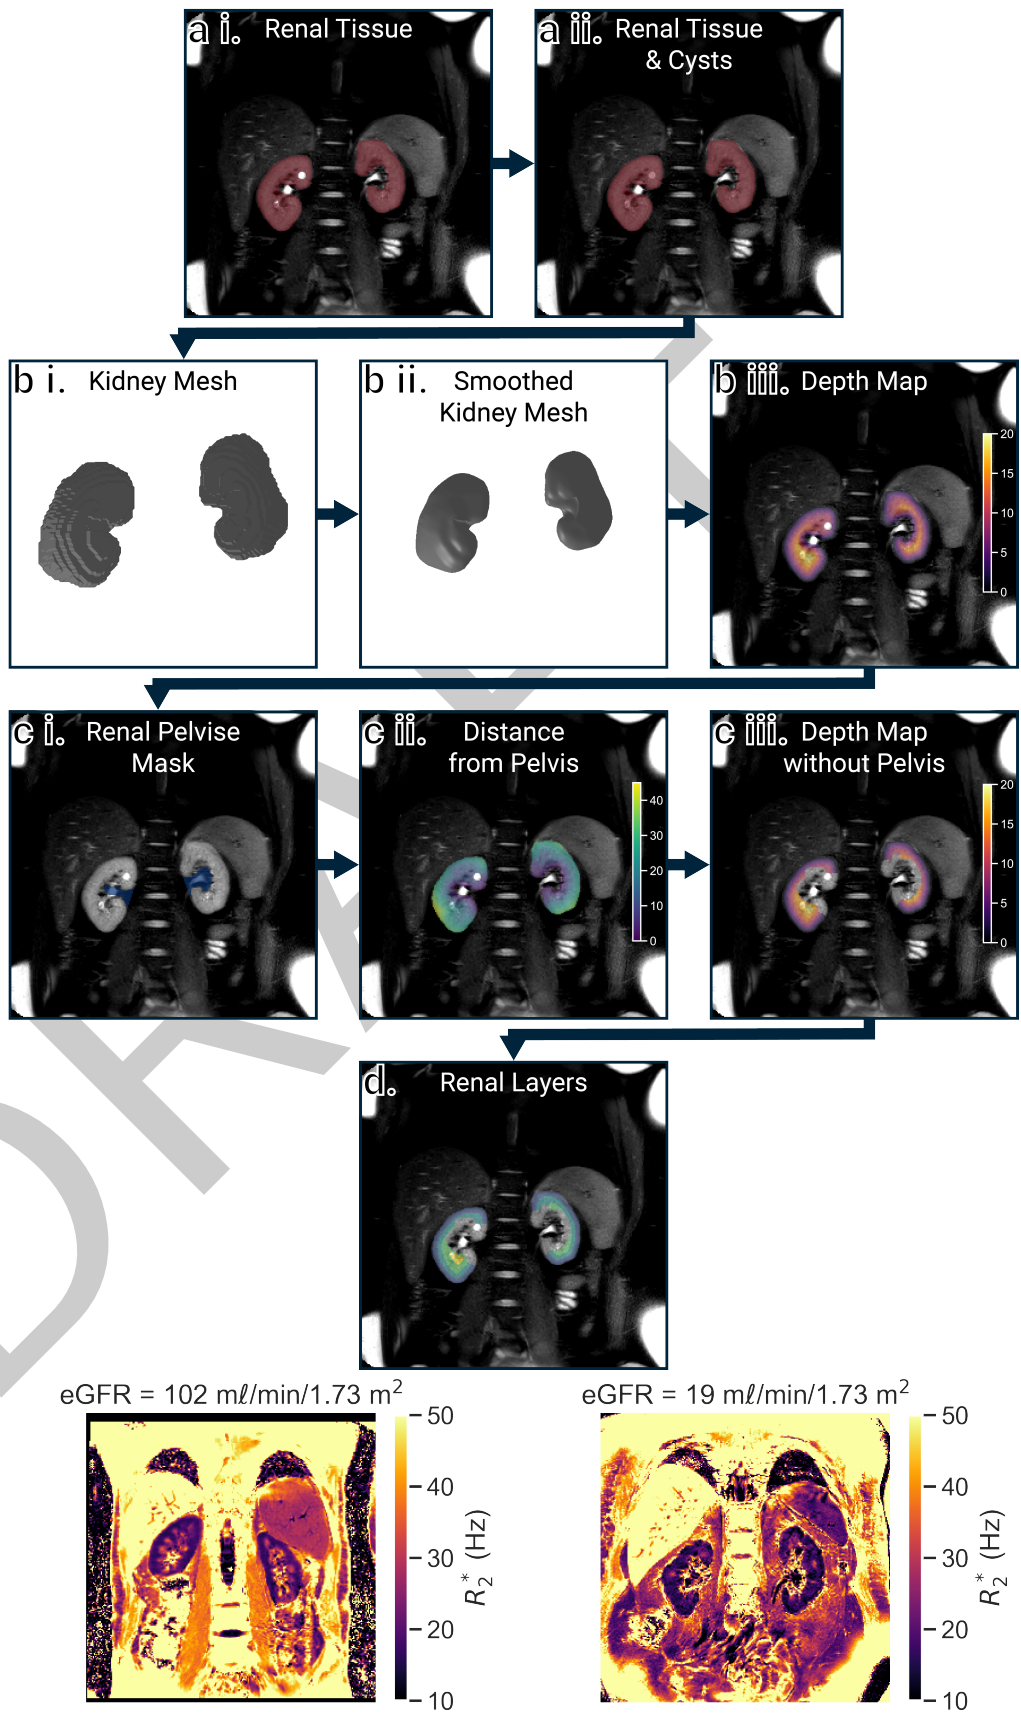 a i. Renal Tissue
a ii. Renal Tissue
& Cysts
b i. Kidney Mesh
b ii. Smoothed
Kidney Mesh
b iii. Depth Map
20
15
10
5
0
c i. Renal Pelvise
Mask
c ii. Distance
from Pelvis
40
30
20
10
0
c iii. Depth Map
without Pelvis
20
15
10
5
0
d. Renal Layers
eGFR = 102 mℓ/min/1.73 m²
50
40
30
20
10
R₂* (Hz)
eGFR = 19 mℓ/min/1.73 m²
50
40
30
20
10
R₂* (Hz)
DRAFT